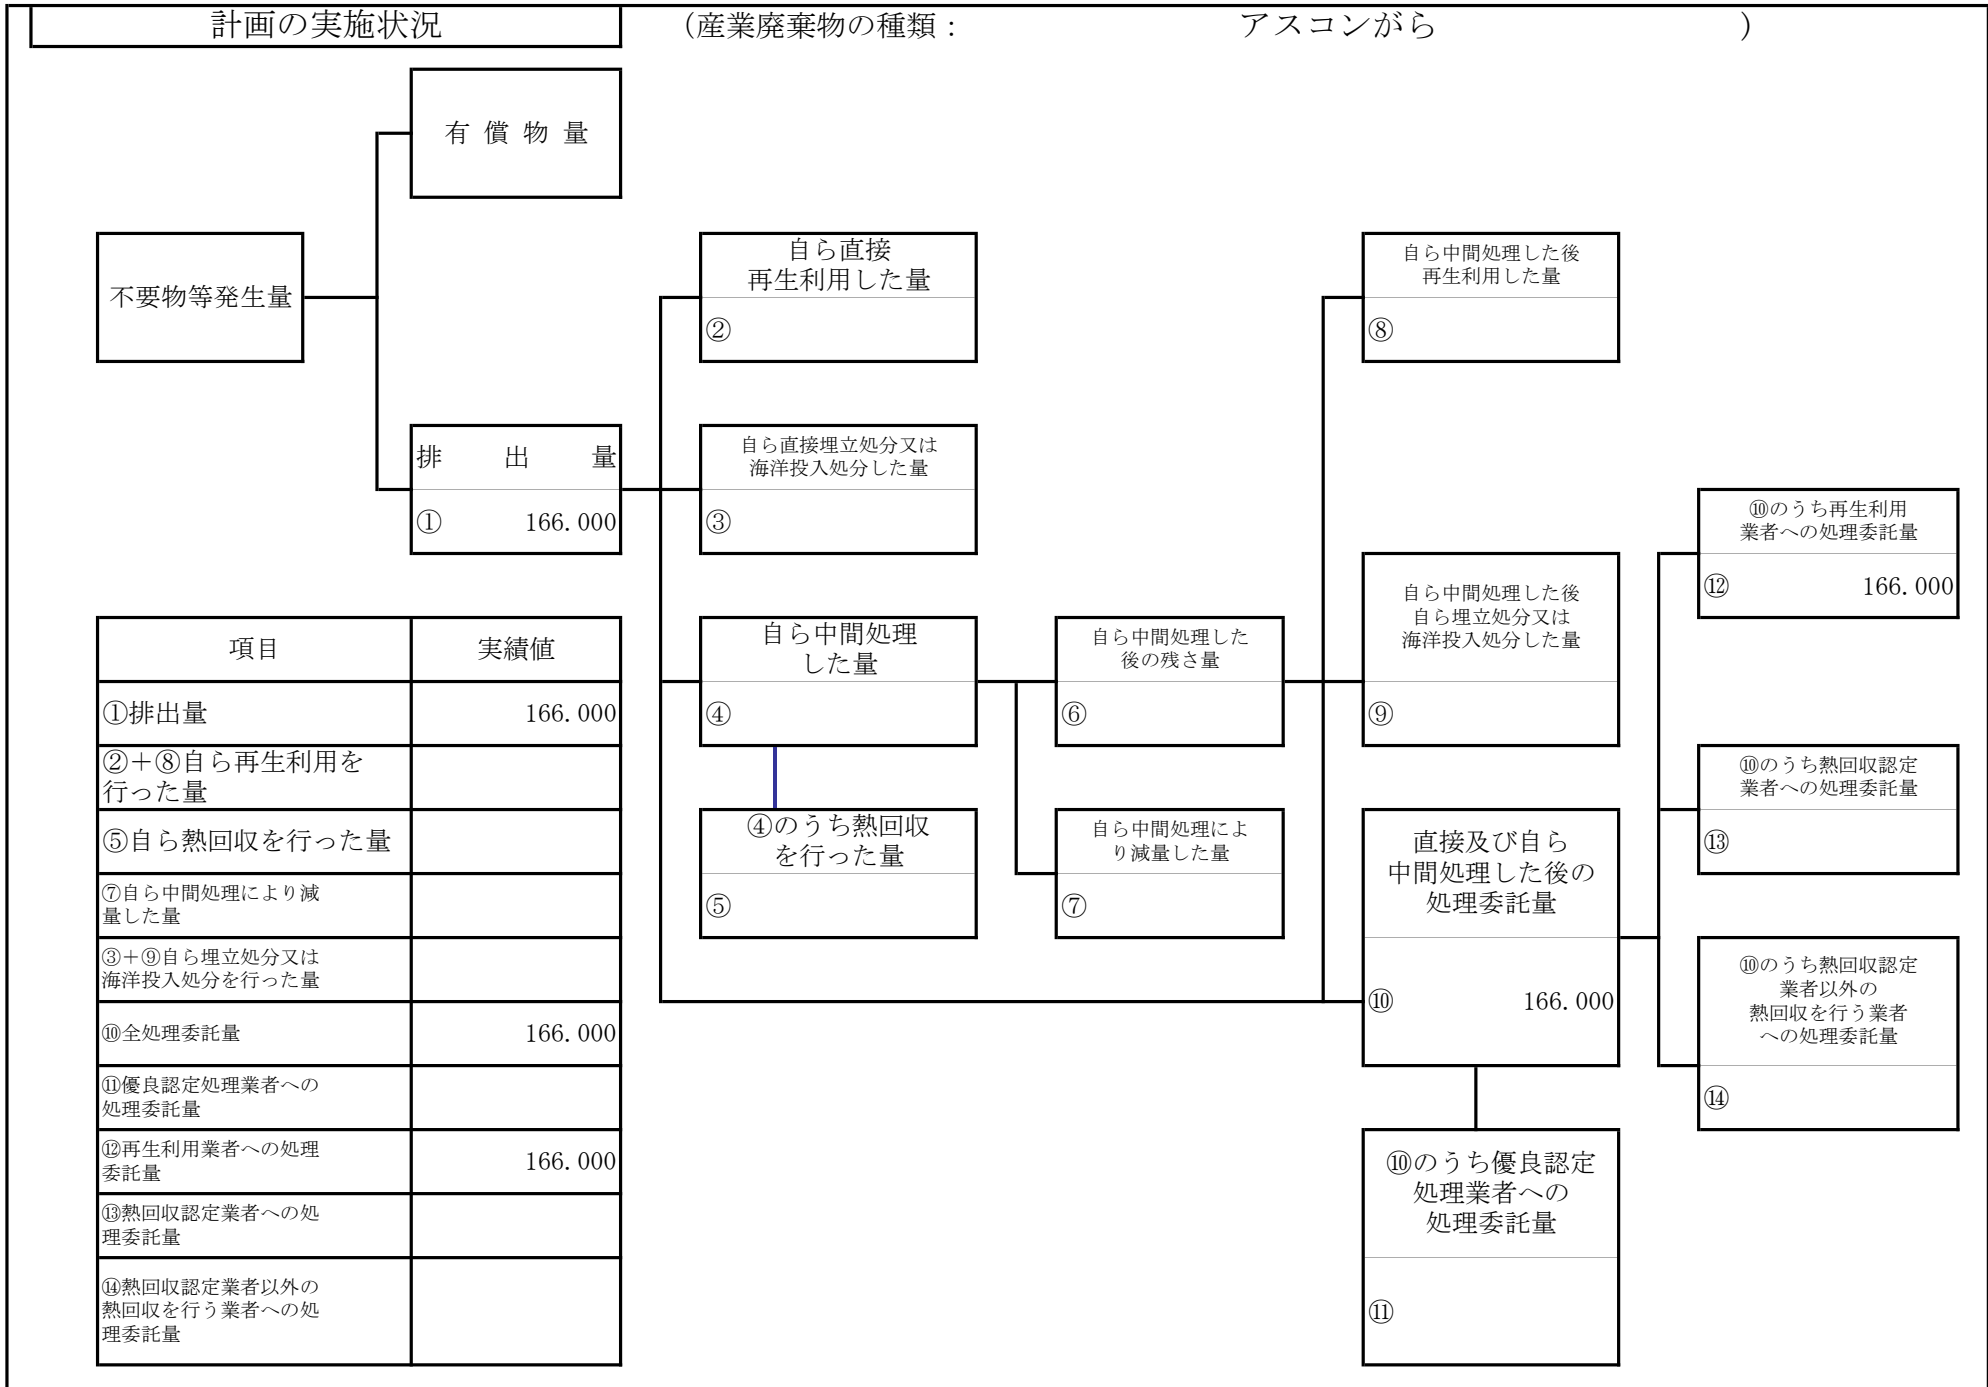 計画の実施状況
（産業廃棄物の種類： アスコンがら ）
有償物量
不要物等発生量
排出量
① 166.000
自ら直接
再生利用した量
②
自ら直接埋立処分又は
海洋投入処分した量
③
自ら中間処理
した量
④
④のうち熱回収
を行った量
⑤
自ら中間処理した
後の残さ量
⑥
自ら中間処理によ
り減量した量
⑦
自ら中間処理した後
再生利用した量
⑧
自ら中間処理した後
自ら埋立処分又は
海洋投入処分した量
⑨
直接及び自ら
中間処理した後の
処理委託量
⑩ 166.000
⑩のうち優良認定
処理業者への
処理委託量
⑪
⑩のうち再生利用
業者への処理委託量
⑫ 166.000
⑩のうち熱回収認定
業者への処理委託量
⑬
⑩のうち熱回収認定
業者以外の
熱回収を行う業者
への処理委託量
⑭
項目 実績値
①排出量 166.000
②＋⑧自ら再生利用を
行った量
⑤自ら熱回収を行った量
⑦自ら中間処理により減
量した量
③＋⑨自ら埋立処分又は
海洋投入処分を行った量
⑩全処理委託量 166.000
⑪優良認定処理業者への
処理委託量
⑫再生利用業者への処理
委託量 166.000
⑬熱回収認定業者への処
理委託量
⑭熱回収認定業者以外の
熱回収を行う業者への処
理委託量